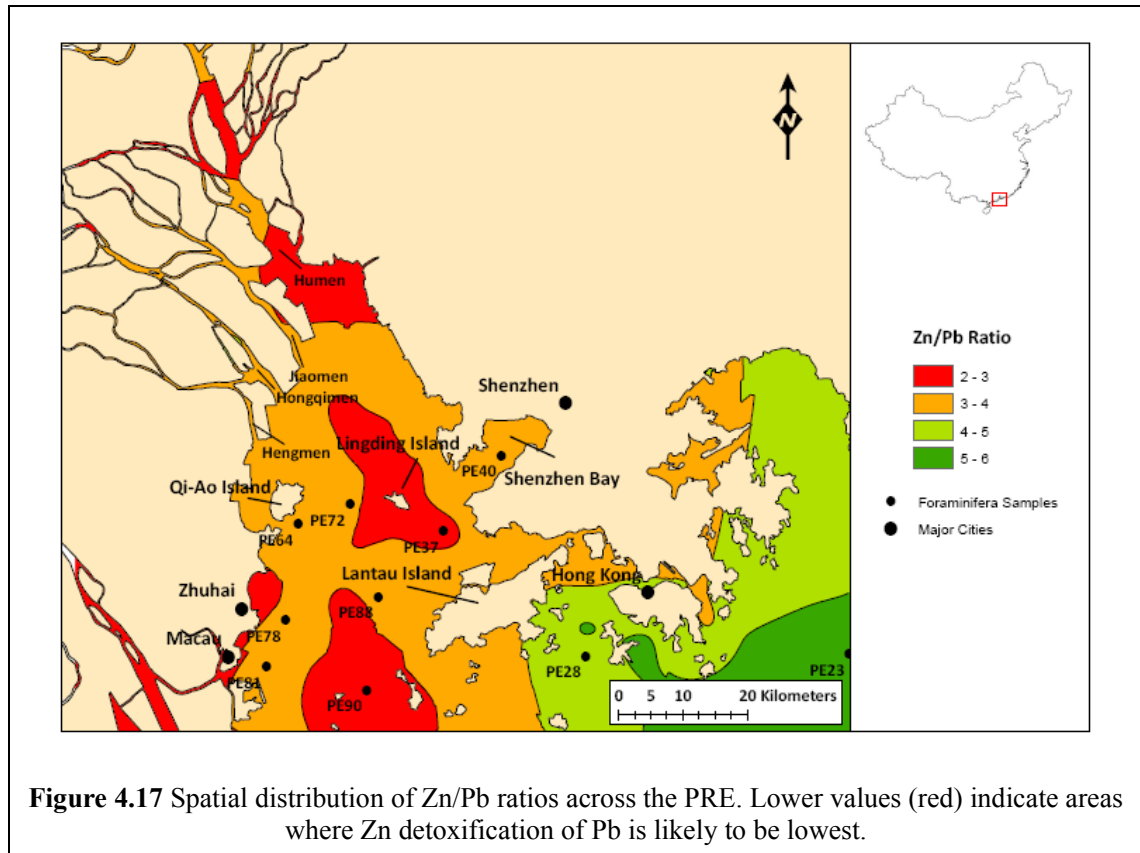 N
Humen
Jiaomen
Hongqimen
Shenzhen
Lingding Island
Hengmen
PE40
Shenzhen Bay
Qi-Ao Island
PE72
PE64
PE37
Lantau Island
Hong Kong
Zhuhai
PE88
PE78
Macau
PE28
PE23
PE81
PE90
0 5 10 20 Kilometers
Zn/Pb Ratio
2 - 3
3 - 4
4 - 5
5 - 6
Foraminifera Samples
Major Cities
Figure 4.17 Spatial distribution of Zn/Pb ratios across the PRE. Lower values (red) indicate areas
where Zn detoxification of Pb is likely to be lowest.